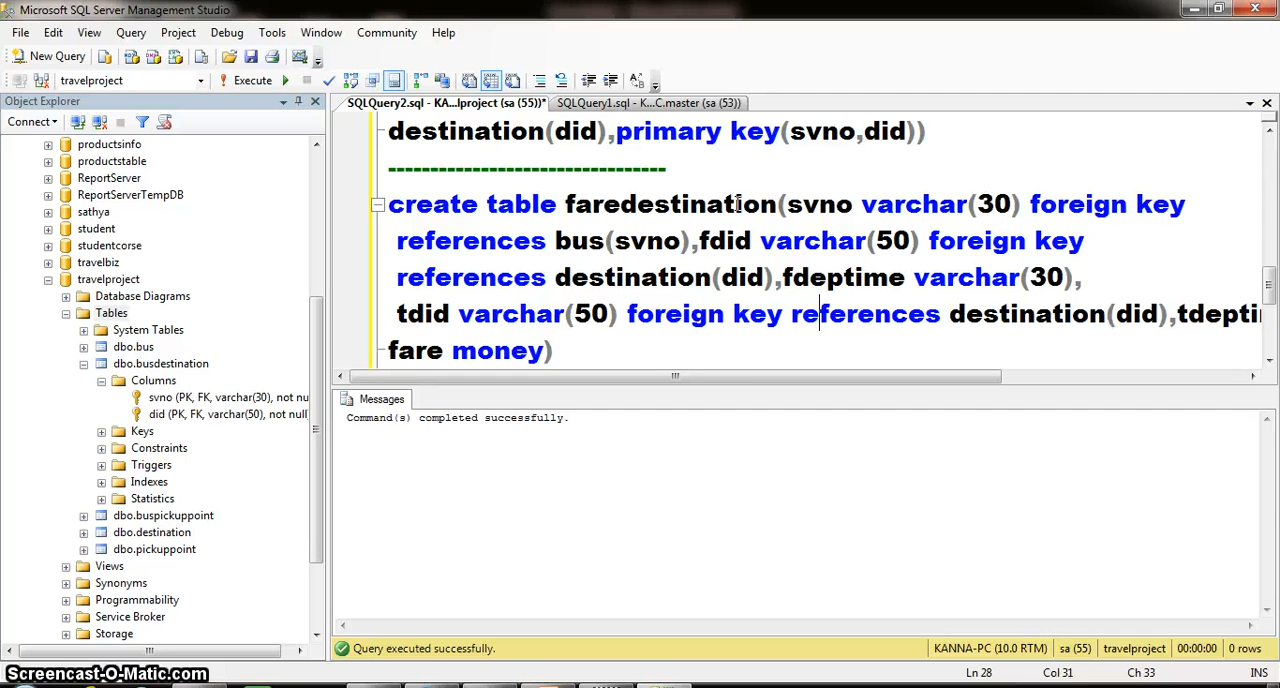 Microsoft SQL Server Management Studio
File Edit View Query Project Debug Tools Window Community Help
New Query
travelproject Execute
Object Explorer
Connect
productsinfo
productstable
ReportServer
ReportServerTempDB
sathya
student
studentcorse
travelbiz
travelproject
Database Diagrams
Tables
System Tables
dbo.bus
dbo.busdestination
Columns
svno (PK, FK, varchar(30), not nu
did (PK, FK, varchar(50), not null
Keys
Constraints
Triggers
Indexes
Statistics
dbo.buspickuppoint
dbo.destination
dbo.pickuppoint
Views
Synonyms
Programmability
Service Broker
Storage
SQLQuery2.sql - KA...lproject (sa (55))* SQLQuery1.sql - K...C.master (sa (53))
destination(did),primary key(svno,did))
--------------------------------
create table faredestination(svno varchar(30) foreign key
references bus(svno),fdid varchar(50) foreign key
references destination(did),fdeptime varchar(30),
tdid varchar(50) foreign key references destination(did),tdepti
fare money)
Messages
Command(s) completed successfully.
Query executed successfully. KANNA-PC (10.0 RTM) sa (55) travelproject 00:00:00 0 rows
Ln 28 Col 31 Ch 33 INS
Screencast-O-Matic.com